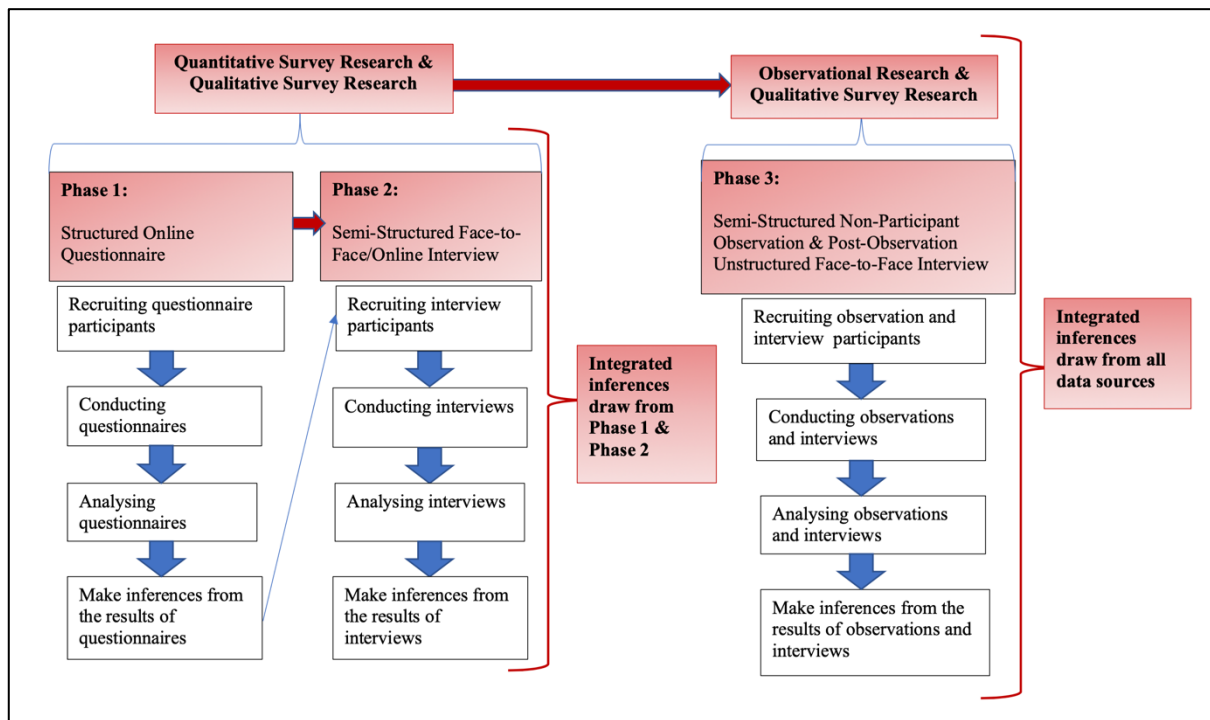 Quantitative Survey Research &
Qualitative Survey Research
Observational Research &
Qualitative Survey Research
Phase 1:
Structured Online
Questionnaire
Recruiting questionnaire
participants
Conducting
questionnaires
Analysing
questionnaires
Make inferences from
the results of
questionnaires
Phase 2:
Semi-Structured Face-to-
Face/Online Interview
Recruiting interview
participants
Conducting interviews
Analysing interviews
Make inferences from
the results of
interviews
Integrated
inferences
draw from
Phase 1 &
Phase 2
Phase 3:
Semi-Structured Non-Participant
Observation & Post-Observation
Unstructured Face-to-Face Interview
Recruiting observation and
interview participants
Conducting observations
and interviews
Analysing observations
and interviews
Make inferences from the
results of observations and
interviews
Integrated
inferences
draw from all
data sources